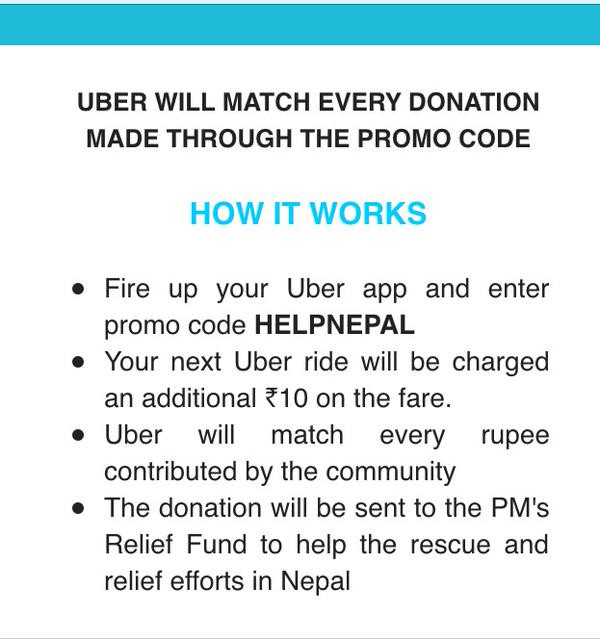 UBER WILL MATCH EVERY DONATION
MADE THROUGH THE PROMO CODE
HOW IT WORKS
● Fire up your Uber app and enter
promo code HELPNEPAL
● Your next Uber ride will be charged
an additional ₹10 on the fare.
● Uber will match every rupee
contributed by the community
● The donation will be sent to the PM's
Relief Fund to help the rescue and
relief efforts in Nepal